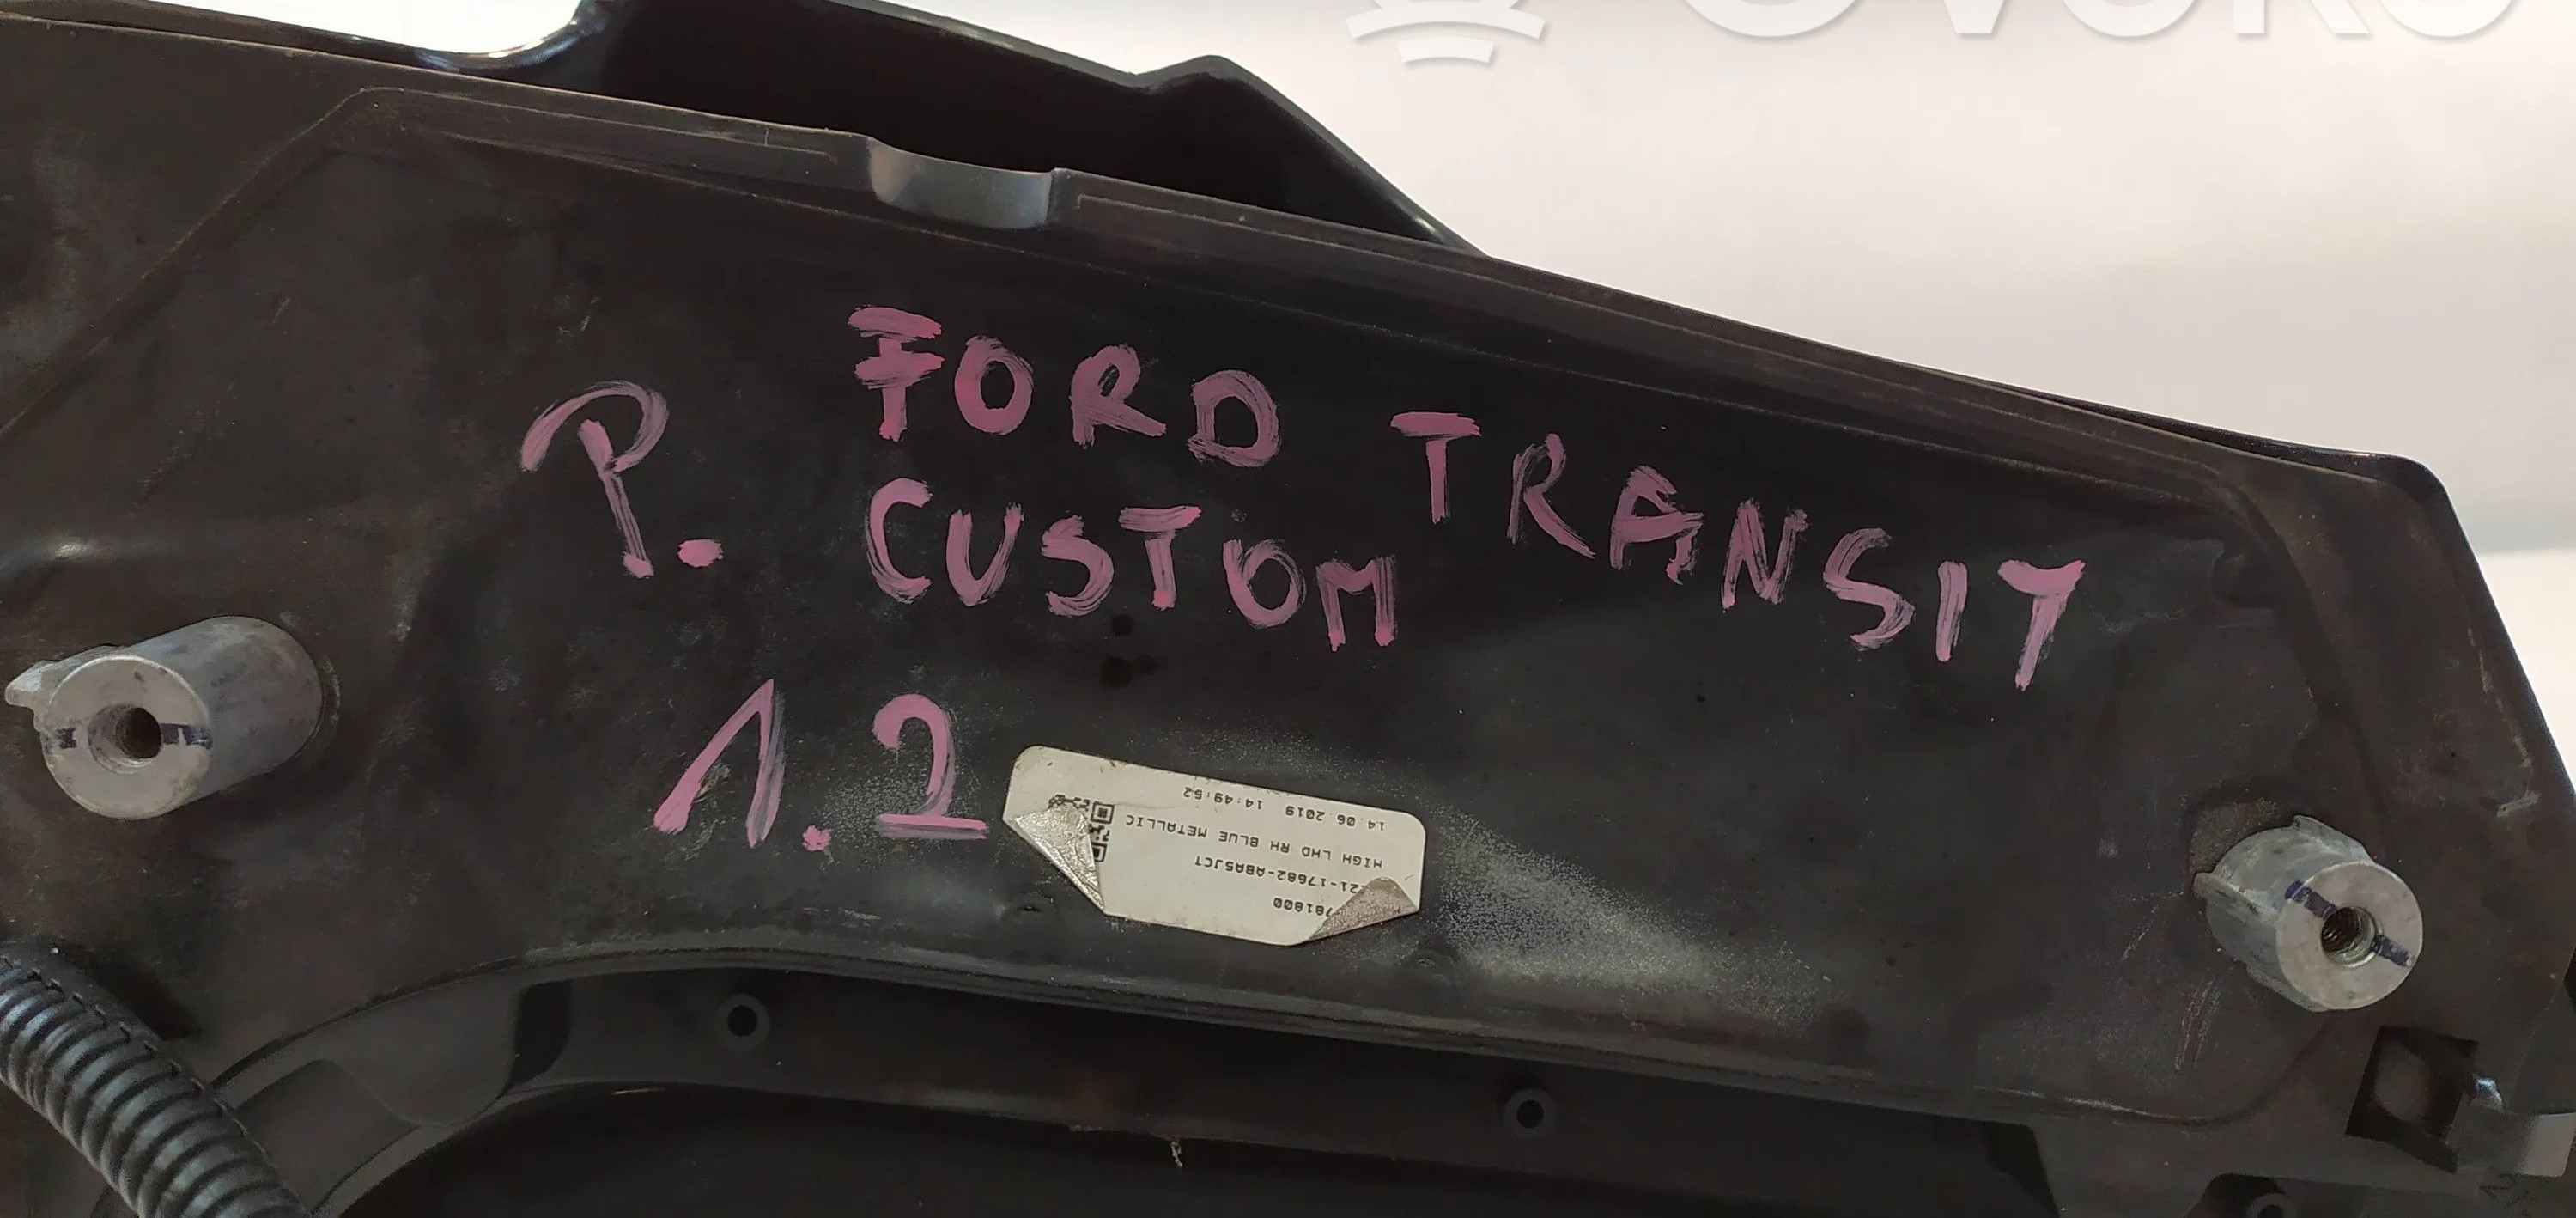 OVOKO
P. FORD TRANSIT
CUSTOM
1.2
14.06.2019 14:49:52
HIGH LHD RH BLUE METALLIC
21-17682-ABA5JCT
781800